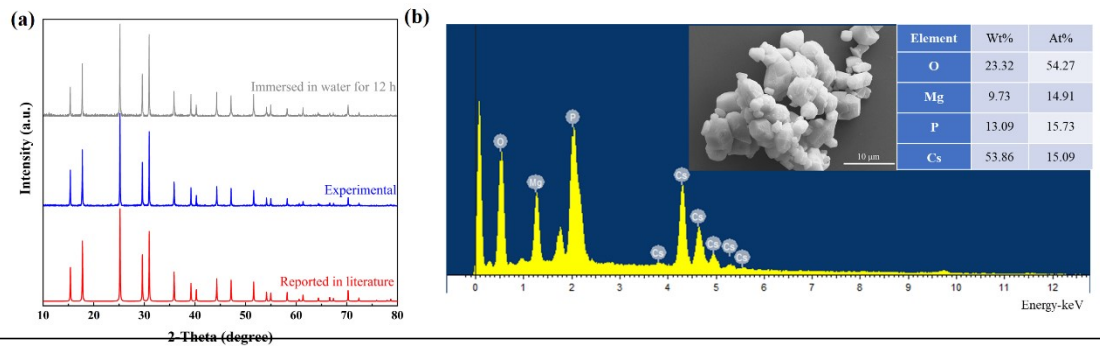 (a)
Immersed in water for 12 h
Experimental
Reported in literature
Intensity (a.u.)
10 20 30 40 50 60 70 80
2-Theta (degree)
(b)
O
Mg
P
Cs
Cs
Cs
Cs
Cs
0 1 2 3 4 5 6 7 8 9 10 11 12
Energy-keV
10 μm
Element Wt% At%
O 23.32 54.27
Mg 9.73 14.91
P 13.09 15.73
Cs 53.86 15.09